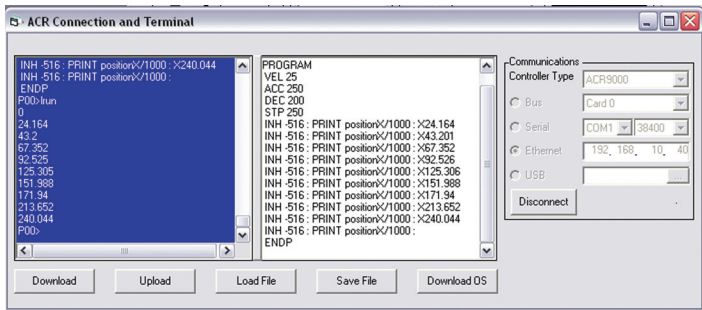 ACR Connection and Terminal
INH -516 : PRINT positionX/1000 : X240.044
INH -516 : PRINT positionX/1000 :
ENDP
P00>lrun
0
24.164
43.2
67.352
92.525
125.305
151.988
171.94
213.652
240.044
P00>
PROGRAM
VEL 25
ACC 250
DEC 200
STP 250
INH -516 : PRINT positionX/1000 : X24.164
INH -516 : PRINT positionX/1000 : X43.201
INH -516 : PRINT positionX/1000 : X67.352
INH -516 : PRINT positionX/1000 : X92.526
INH -516 : PRINT positionX/1000 : X125.306
INH -516 : PRINT positionX/1000 : X151.988
INH -516 : PRINT positionX/1000 : X171.94
INH -516 : PRINT positionX/1000 : X213.652
INH -516 : PRINT positionX/1000 : X240.044
INH -516 : PRINT positionX/1000 :
ENDP
Communications
Controller Type ACR9000
Bus Card 0
Serial COM1 38400
Ethernet 192. 168. 10. 40
USB ...
Disconnect
Download Upload Load File Save File Download OS